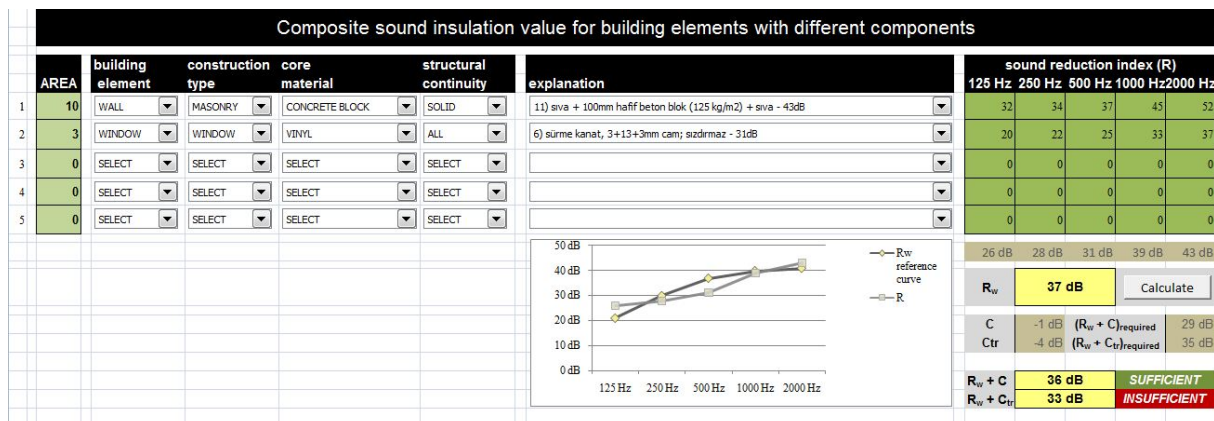 Composite sound insulation value for building elements with different components
AREA building element construction type core material structural continuity explanation sound reduction index (R)
125 Hz 250 Hz 500 Hz 1000 Hz 2000 Hz
1 10 WALL MASONRY CONCRETE BLOCK SOLID 11) sıva + 100mm hafif beton blok (125 kg/m2) + sıva - 43dB 32 34 37 45 52
2 3 WINDOW WINDOW VINYL ALL 6) sürme kanat, 3+13+3mm cam; sızdırmaz - 31dB 20 22 25 33 37
3 0 SELECT SELECT SELECT SELECT 0 0 0 0 0
4 0 SELECT SELECT SELECT SELECT 0 0 0 0 0
5 0 SELECT SELECT SELECT SELECT 0 0 0 0 0
26 dB 28 dB 31 dB 39 dB 43 dB
50 dB
40 dB
30 dB
20 dB
10 dB
0 dB
125 Hz 250 Hz 500 Hz 1000 Hz 2000 Hz
Rw reference curve
R
Rw 37 dB Calculate
C -1 dB (Rw + C)required 29 dB
Ctr -4 dB (Rw + Ctr)required 35 dB
Rw + C 36 dB SUFFICIENT
Rw + Ctr 33 dB INSUFFICIENT